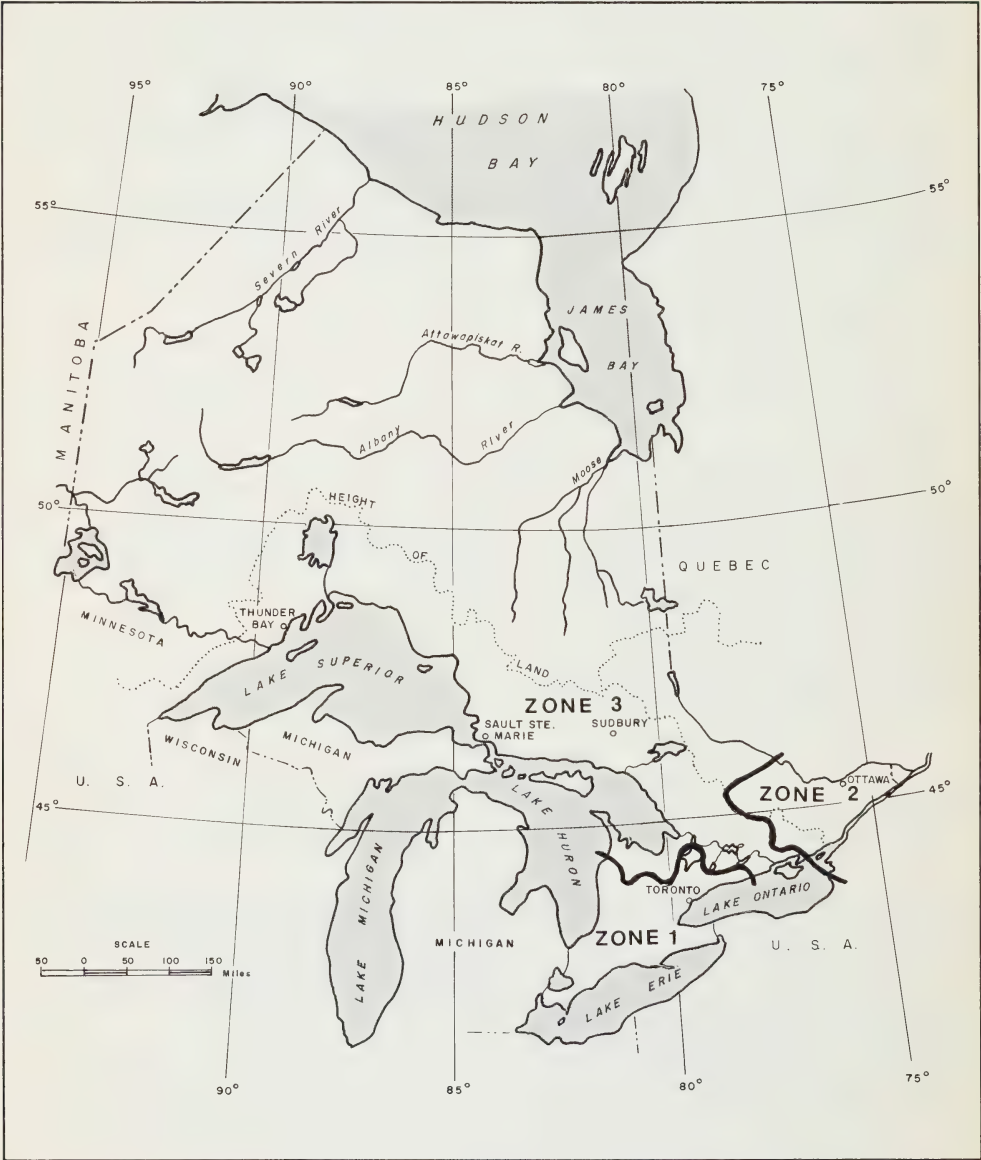 95°
90°
85°
80°
75°
HUDSON
BAY
55°
55°
Severn River
JAMES
BAY
Attawapiskat R.
MANITOBA
Albany River
Moose
50°
50°
HEIGHT
OF
LAND
QUEBEC
THUNDER
BAY
MINNESOTA
LAKE SUPERIOR
ZONE 3
SAULT STE.
MARIE
SUDBURY
WISCONSIN
MICHIGAN
U. S. A.
OTTAWA
ZONE 2
45°
45°
LAKE HURON
LAKE MICHIGAN
TORONTO
LAKE ONTARIO
MICHIGAN
ZONE 1
U. S. A.
SCALE
50 0 50 100 150
Miles
LAKE ERIE
90°
85°
80°
75°